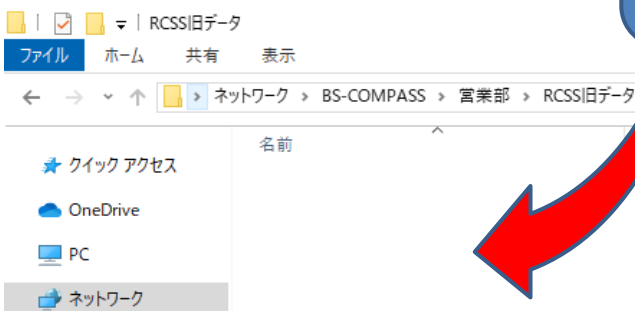 RCSS旧データ
ファイル ホーム 共有 表示
ネットワーク › BS-COMPASS › 営業部 › RCSS旧データ
名前
クイック アクセス
OneDrive
PC
ネットワーク